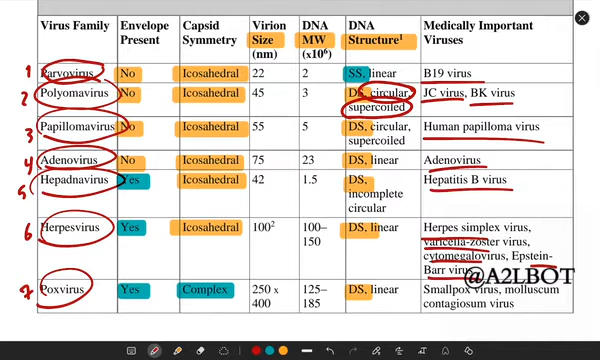 Virus Family Envelope Present Capsid Symmetry Virion Size (nm) DNA MW (x10⁶) DNA Structure¹ Medically Important Viruses
1 Parvovirus No Icosahedral 22 2 SS, linear B19 virus
2 Polyomavirus No Icosahedral 45 3 DS, circular, supercoiled JC virus, BK virus
3 Papillomavirus No Icosahedral 55 5 DS, circular, supercoiled Human papilloma virus
4 Adenovirus No Icosahedral 75 23 DS, linear Adenovirus
5 Hepadnavirus Yes Icosahedral 42 1.5 DS, incomplete circular Hepatitis B virus
6 Herpesvirus Yes Icosahedral 100² 100–150 DS, linear Herpes simplex virus, varicella-zoster virus, cytomegalovirus, Epstein-Barr virus
7 Poxvirus Yes Complex 250 x 400 125–185 DS, linear Smallpox virus, molluscum contagiosum virus
@A2LBOT